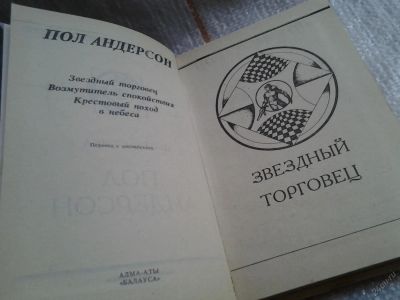 ПОЛ АНДЕРСОН
Звездный торговец
Возмутитель спокойствия
Крестовый поход
в небеса
Перевод с английского
АЛМА-АТЫ
«БАЛАУСА»
ЗВЕЗДНЫЙ
ТОРГОВЕЦ